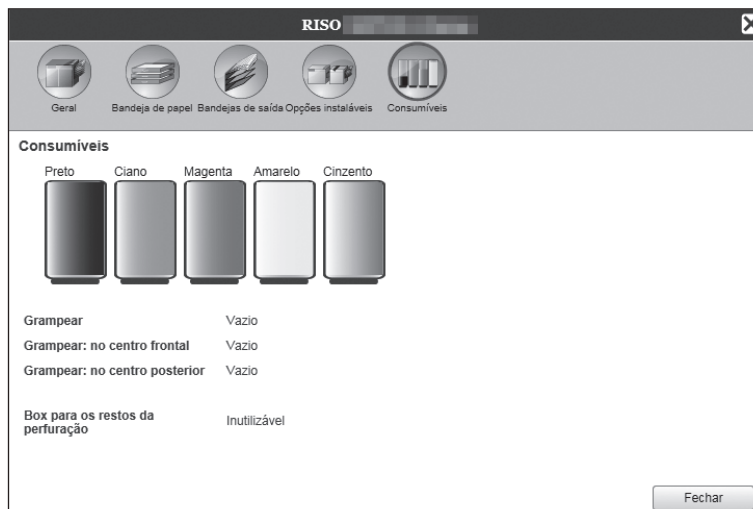 RISO
Geral Bandeja de papel Bandejas de saída Opções instaláveis Consumíveis
Consumíveis
Preto Ciano Magenta Amarelo Cinzento
Grampear Vazio
Grampear: no centro frontal Vazio
Grampear: no centro posterior Vazio
Box para os restos da
perfuração Inutilizável
Fechar